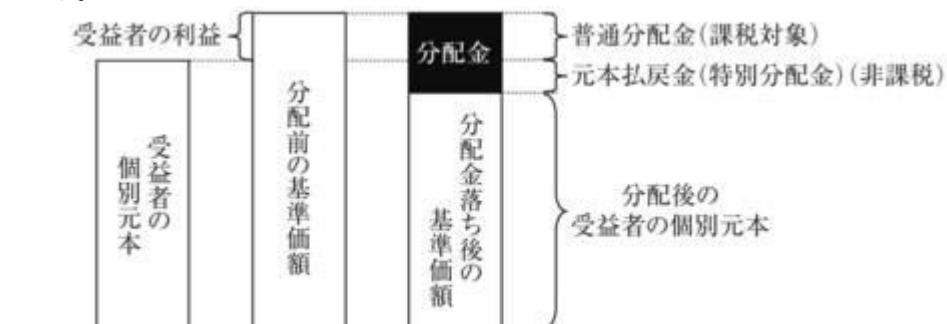 受益者の利益
分配金
普通分配金(課税対象)
元本払戻金(特別分配金)(非課税)
受益者の
個別元本
分配前の基準価額
分配金落ち後の
基準価額
分配後の
受益者の個別元本